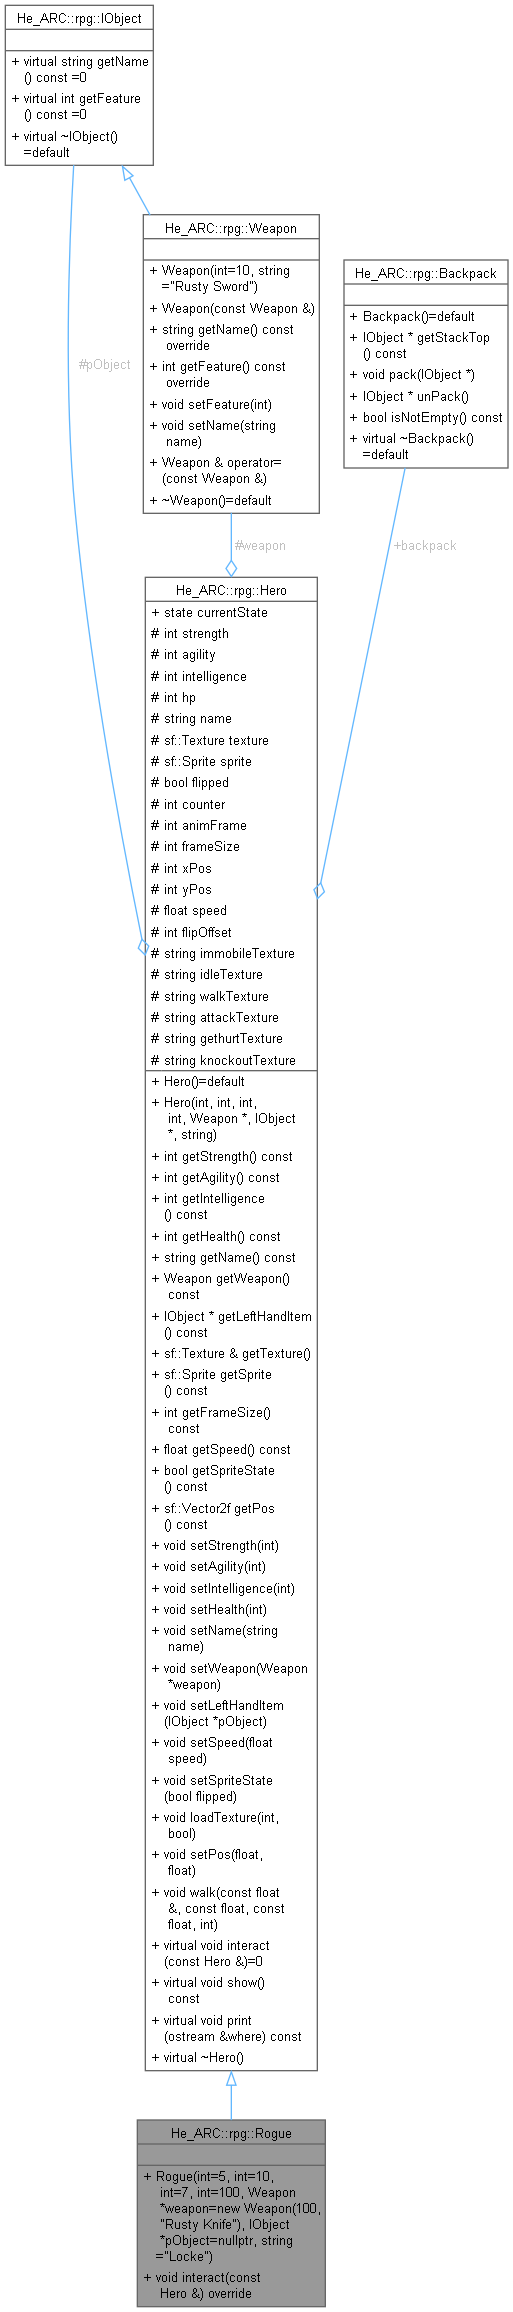 He_ARC::rpg::IObject
+ virtual string getName
() const =0
+ virtual int getFeature
() const =0
+ virtual ~IObject()
=default
#pObject
He_ARC::rpg::Weapon
+ Weapon(int=10, string
="Rusty Sword")
+ Weapon(const Weapon &)
+ string getName() const
override
+ int getFeature() const
override
+ void setFeature(int)
+ void setName(string
name)
+ Weapon & operator=
(const Weapon &)
+ ~Weapon()=default
#weapon
He_ARC::rpg::Backpack
+ Backpack()=default
+ IObject * getStackTop
() const
+ void pack(IObject *)
+ IObject * unPack()
+ bool isNotEmpty() const
+ virtual ~Backpack()
=default
+backpack
He_ARC::rpg::Hero
+ state currentState
# int strength
# int agility
# int intelligence
# int hp
# string name
# sf::Texture texture
# sf::Sprite sprite
# bool flipped
# int counter
# int animFrame
# int frameSize
# int xPos
# int yPos
# float speed
# int flipOffset
# string immobileTexture
# string idleTexture
# string walkTexture
# string attackTexture
# string gethurtTexture
# string knockoutTexture
+ Hero()=default
+ Hero(int, int, int,
int, Weapon *, IObject
*, string)
+ int getStrength() const
+ int getAgility() const
+ int getIntelligence
() const
+ int getHealth() const
+ string getName() const
+ Weapon getWeapon()
const
+ IObject * getLeftHandItem
() const
+ sf::Texture & getTexture()
+ sf::Sprite getSprite
() const
+ int getFrameSize()
const
+ float getSpeed() const
+ bool getSpriteState
() const
+ sf::Vector2f getPos
() const
+ void setStrength(int)
+ void setAgility(int)
+ void setIntelligence(int)
+ void setHealth(int)
+ void setName(string
name)
+ void setWeapon(Weapon
*weapon)
+ void setLeftHandItem
(IObject *pObject)
+ void setSpeed(float
speed)
+ void setSpriteState
(bool flipped)
+ void loadTexture(int,
bool)
+ void setPos(float,
float)
+ void walk(const float
&, const float, const
float, int)
+ virtual void interact
(const Hero &)=0
+ virtual void show()
const
+ virtual void print
(ostream &where) const
+ virtual ~Hero()
He_ARC::rpg::Rogue
+ Rogue(int=5, int=10,
int=7, int=100, Weapon
*weapon=new Weapon(100,
"Rusty Knife"), IObject
*pObject=nullptr, string
="Locke")
+ void interact(const
Hero &) override